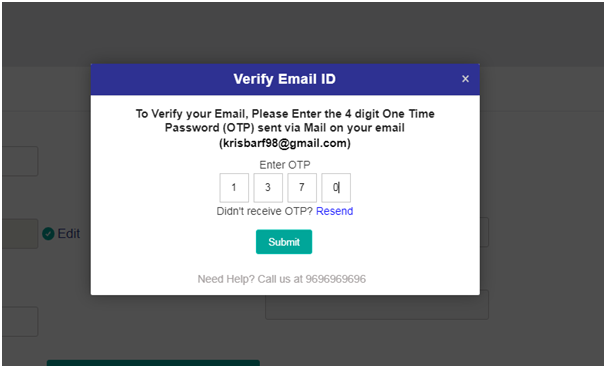 Verify Email ID ×
To Verify your Email, Please Enter the 4 digit One Time
Password (OTP) sent via Mail on your email
(krisbarf98@gmail.com)
Enter OTP
1 3 7 0
Didn't receive OTP? Resend
Edit
Submit
Need Help? Call us at 9696969696